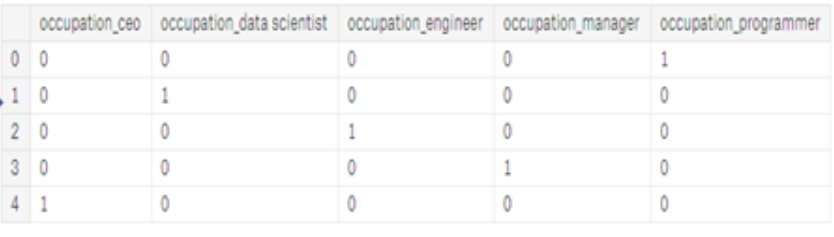 occupation_ceo occupation_data scientist occupation_engineer occupation_manager occupation_programmer
0 0 0 0 0 1
1 0 1 0 0 0
2 0 0 1 0 0
3 0 0 0 1 0
4 1 0 0 0 0